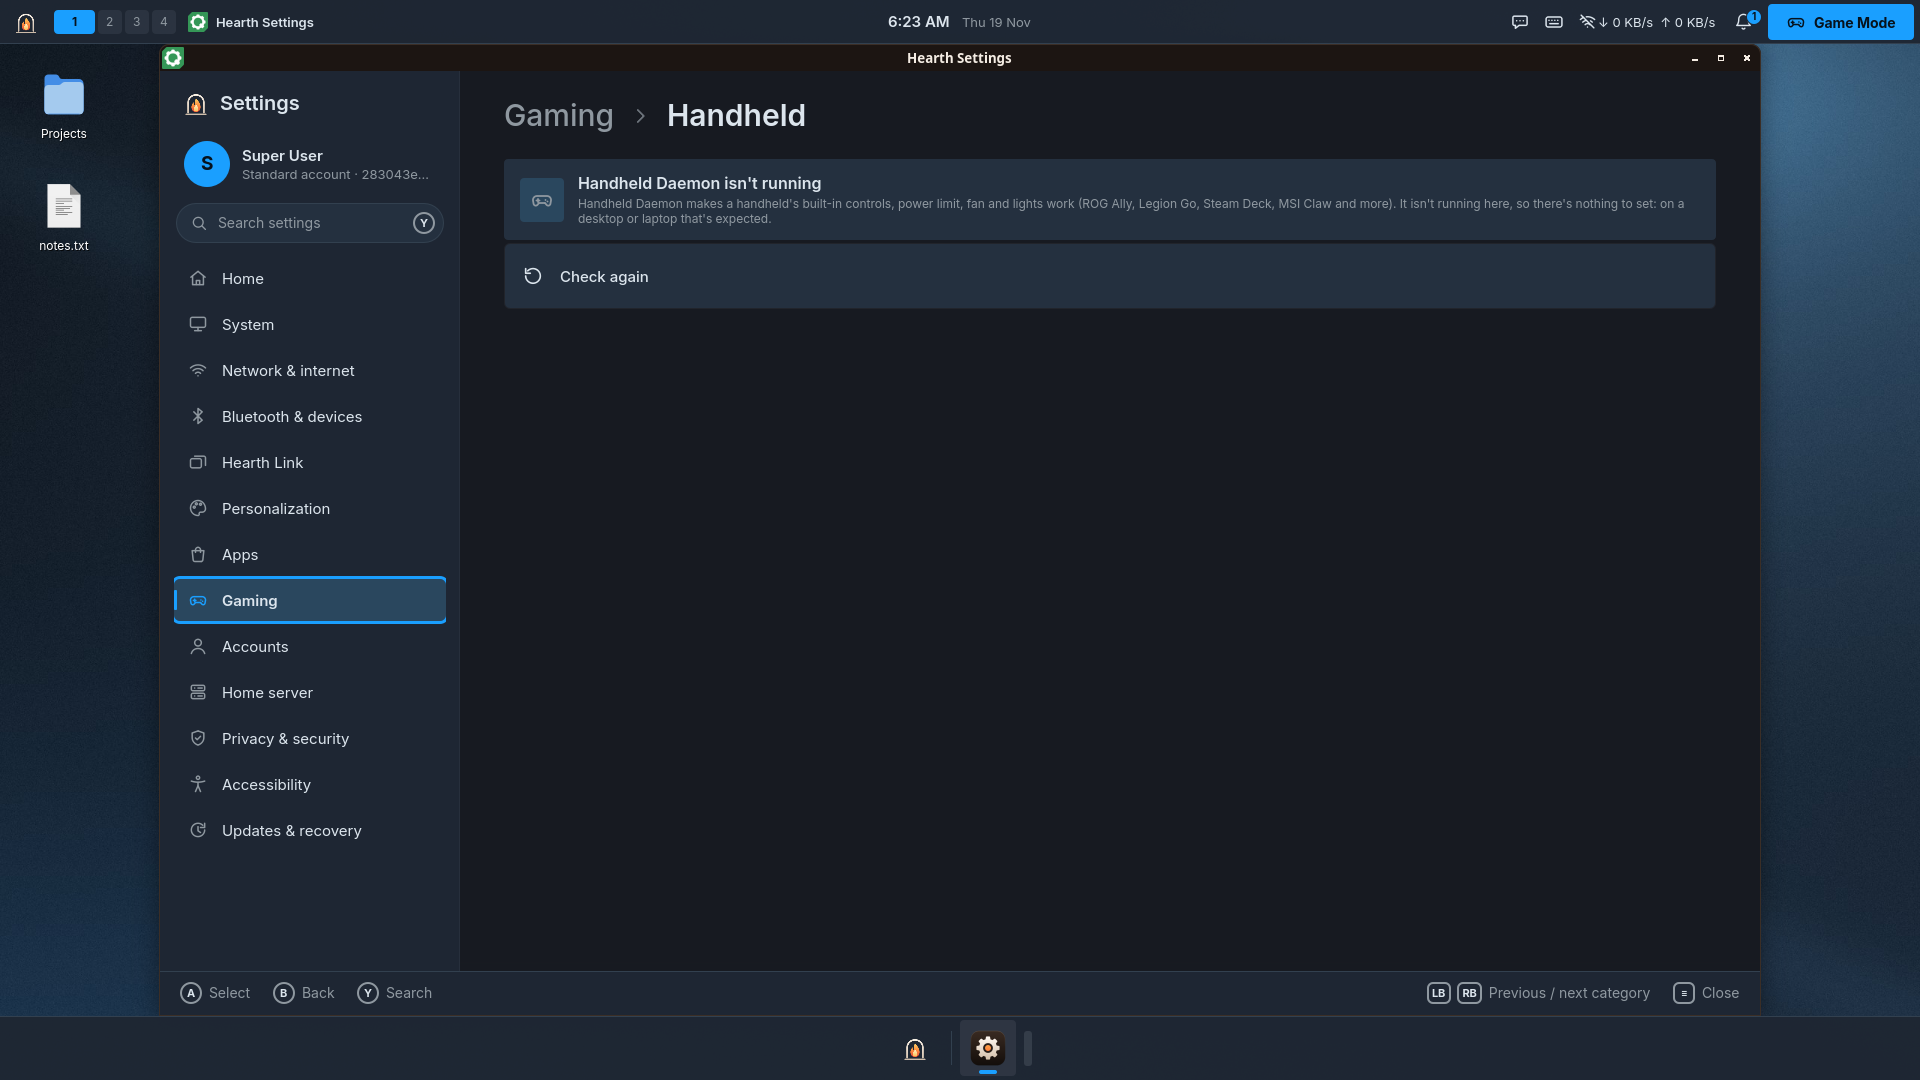 1
2
3
4
Hearth Settings
6:23 AM
Thu 19 Nov
↓ 0 KB/s ↑ 0 KB/s
1
Game Mode
Projects
notes.txt
Hearth Settings
Settings
S
Super User
Standard account · 283043e...
Search settings
Y
Home
System
Network & internet
Bluetooth & devices
Hearth Link
Personalization
Apps
Gaming
Accounts
Home server
Privacy & security
Accessibility
Updates & recovery
Gaming > Handheld
Handheld Daemon isn't running
Handheld Daemon makes a handheld's built-in controls, power limit, fan and lights work (ROG Ally, Legion Go, Steam Deck, MSI Claw and more). It isn't running here, so there's nothing to set: on a
desktop or laptop that's expected.
Check again
A Select B Back Y Search
LB RB Previous / next category ≡ Close